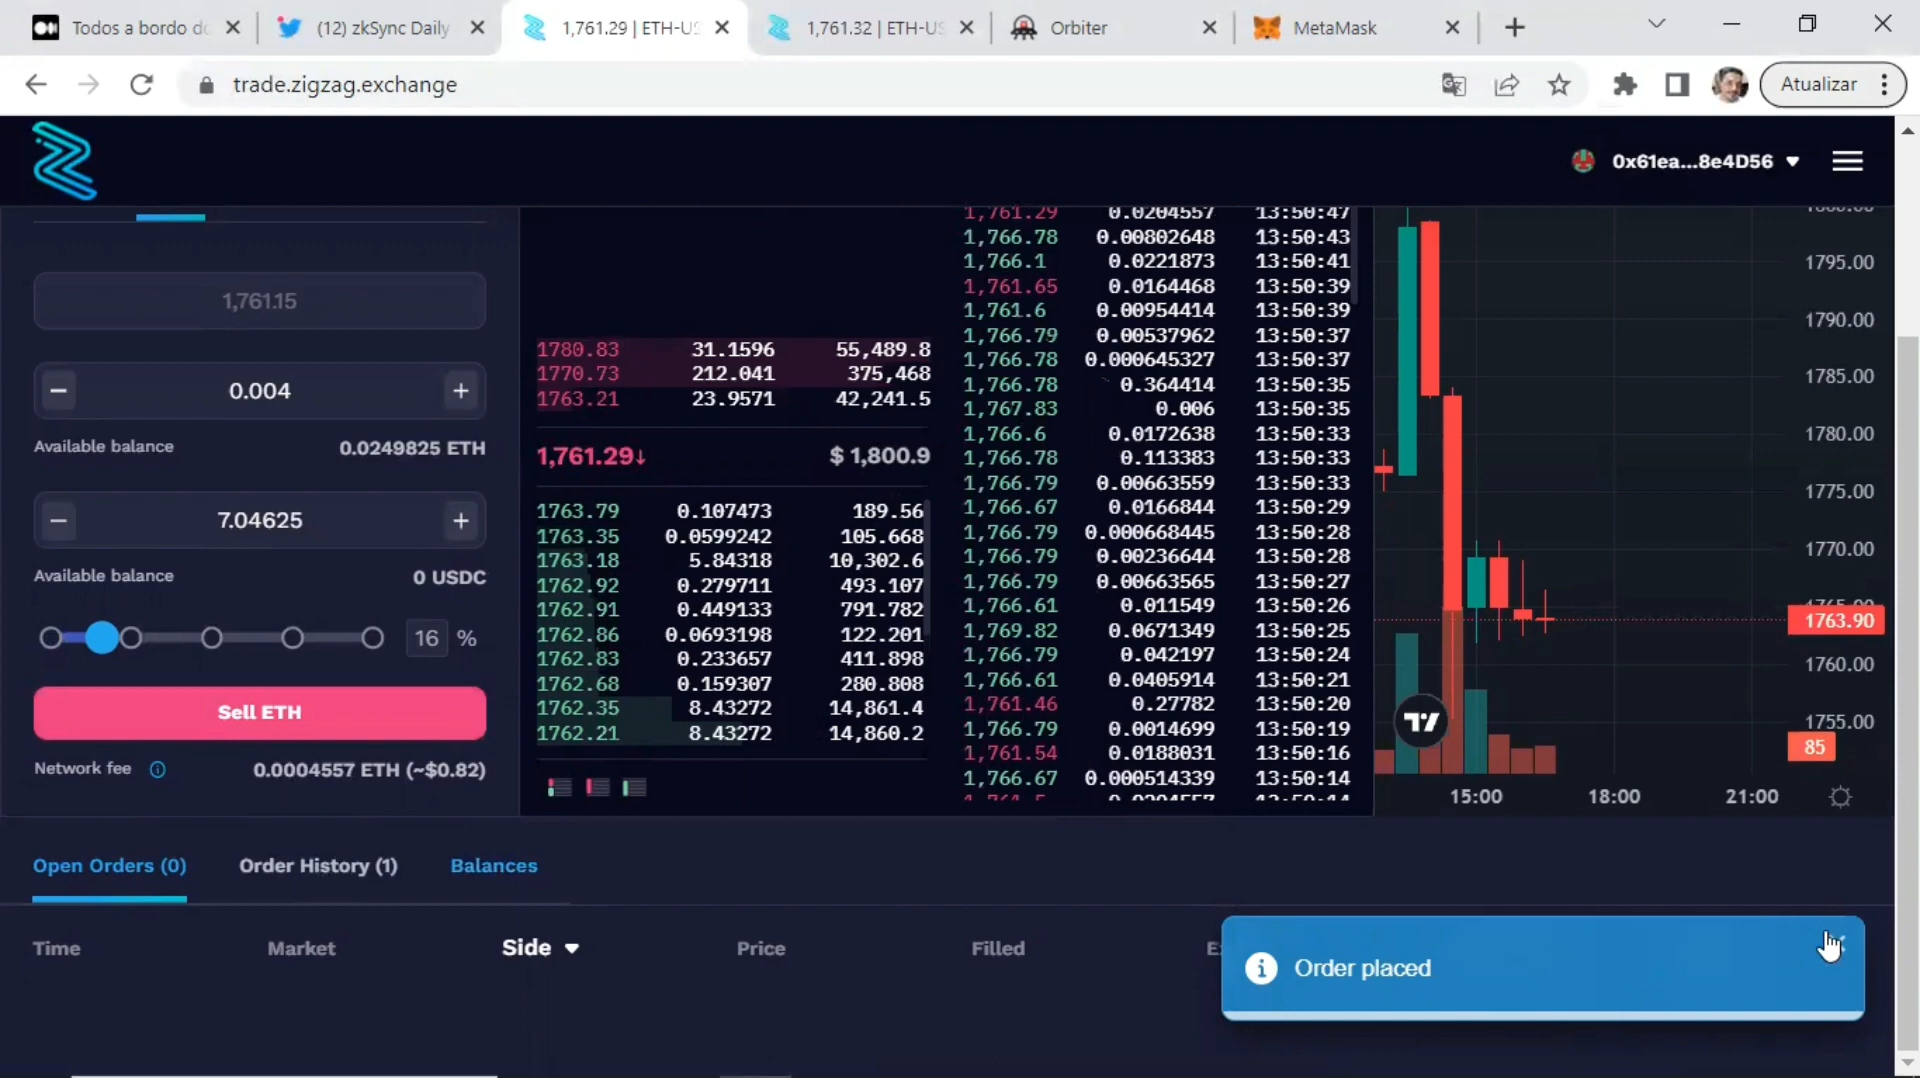 Todos a bordo do
(12) zkSync Daily
1,761.29 | ETH-US
1,761.32 | ETH-US
Orbiter
MetaMask
trade.zigzag.exchange
Atualizar
0x61ea...8e4D56
1,761.15
0.004
Available balance 0.0249825 ETH
7.04625
Available balance 0 USDC
16 %
Sell ETH
Network fee 0.0004557 ETH (~$0.82)
1780.83 31.1596 55,489.8
1770.73 212.041 375,468
1763.21 23.9571 42,241.5
1,761.29↓ $ 1,800.9
1763.79 0.107473 189.56
1763.35 0.0599242 105.668
1763.18 5.84318 10,302.6
1762.92 0.279711 493.107
1762.91 0.449133 791.782
1762.86 0.0693198 122.201
1762.83 0.233657 411.898
1762.68 0.159307 280.808
1762.35 8.43272 14,861.4
1762.21 8.43272 14,860.2
1,761.29 0.0204557 13:50:47
1,766.78 0.00802648 13:50:43
1,766.1 0.0221873 13:50:41
1,761.65 0.0164468 13:50:39
1,761.6 0.00954414 13:50:39
1,766.79 0.00537962 13:50:37
1,766.78 0.000645327 13:50:37
1,766.78 0.364414 13:50:35
1,767.83 0.006 13:50:35
1,766.6 0.0172638 13:50:33
1,766.78 0.113383 13:50:33
1,766.79 0.00663559 13:50:33
1,766.67 0.0166844 13:50:29
1,766.79 0.000668445 13:50:28
1,766.79 0.00236644 13:50:28
1,766.79 0.00663565 13:50:27
1,766.61 0.011549 13:50:26
1,769.82 0.0671349 13:50:25
1,766.79 0.042197 13:50:24
1,766.61 0.0405914 13:50:21
1,761.46 0.27782 13:50:20
1,766.79 0.0014699 13:50:19
1,761.54 0.0188031 13:50:16
1,766.67 0.000514339 13:50:14
1795.00
1790.00
1785.00
1780.00
1775.00
1770.00
1763.90
1760.00
1755.00
85
15:00 18:00 21:00
Open Orders (0) Order History (1) Balances
Time Market Side Price Filled
Order placed